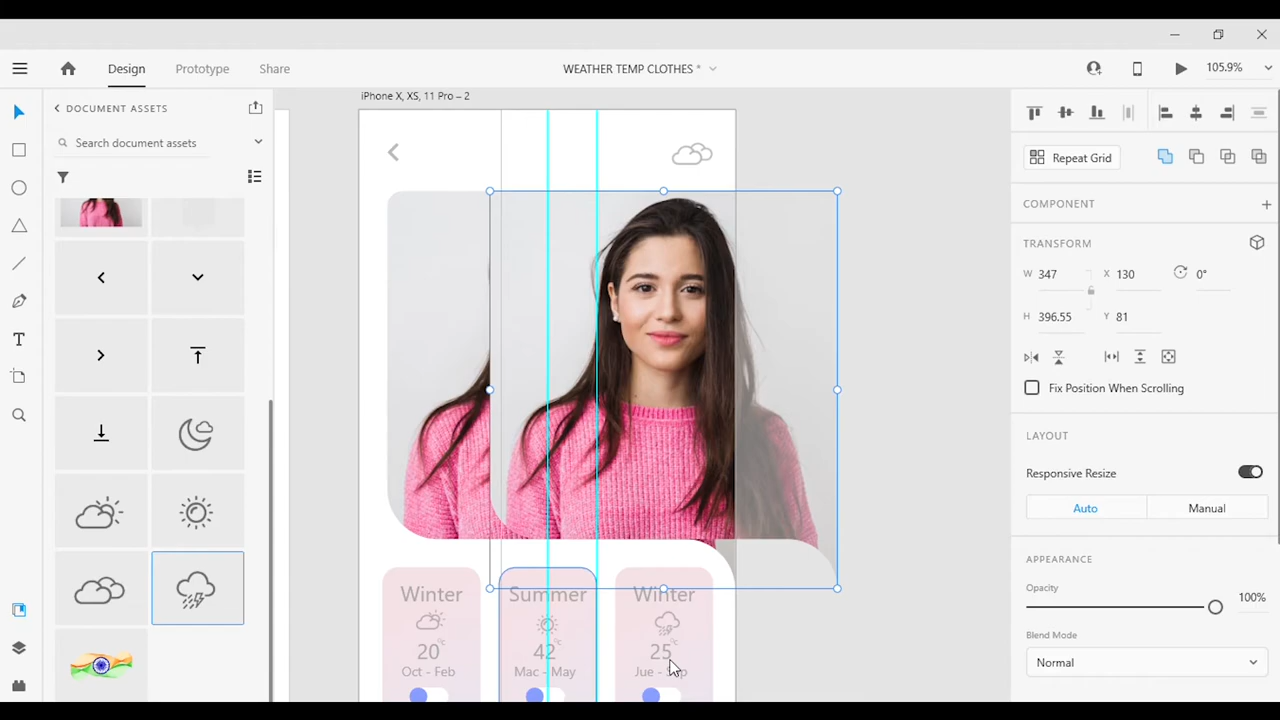 Design Prototype Share
WEATHER TEMP CLOTHES *
105.9%
DOCUMENT ASSETS
Search document assets
iPhone X, XS, 11 Pro – 2
Winter
20 °c
Oct - Feb
Summer
42 °c
Mac - May
Winter
25 °c
Jue - Sep
Repeat Grid
COMPONENT
TRANSFORM
W 347 X 130 0°
H 396.55 Y 81
Fix Position When Scrolling
LAYOUT
Responsive Resize
Auto Manual
APPEARANCE
Opacity
100%
Blend Mode
Normal